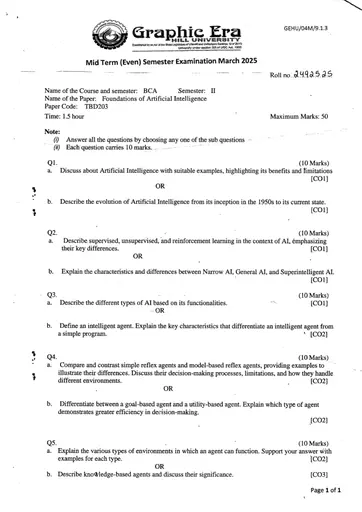 GEHU/04M/9.1.3
Graphic Era
HILL UNIVERSITY
Mid Term (Even) Semester Examination March 2025
Roll no. 2492525
Name of the Course and semester: BCA Semester: II
Name of the Paper: Foundations of Artificial Intelligence
Paper Code: TBD203
Time: 1.5 hour Maximum Marks: 50
Note:
(i) Answer all the questions by choosing any one of the sub questions
(ii) Each question carries 10 marks.
Q1. (10 Marks)
a. Discuss about Artificial Intelligence with suitable examples, highlighting its benefits and limitations
[CO1]
OR
b. Describe the evolution of Artificial Intelligence from its inception in the 1950s to its current state.
[CO1]
Q2. (10 Marks)
a. Describe supervised, unsupervised, and reinforcement learning in the context of AI, emphasizing
their key differences. [CO1]
OR
b. Explain the characteristics and differences between Narrow AI, General AI, and Superintelligent AI.
[CO1]
Q3. (10 Marks)
a. Describe the different types of AI based on its functionalities. [CO1]
OR
b. Define an intelligent agent. Explain the key characteristics that differentiate an intelligent agent from
a simple program. [CO2]
Q4. (10 Marks)
a. Compare and contrast simple reflex agents and model-based reflex agents, providing examples to
illustrate their differences. Discuss their decision-making processes, limitations, and how they handle
different environments. [CO2]
OR
b. Differentiate between a goal-based agent and a utility-based agent. Explain which type of agent
demonstrates greater efficiency in decision-making.
[CO2]
Q5. (10 Marks)
a. Explain the various types of environments in which an agent can function. Support your answer with
examples for each type. [CO2]
OR
b. Describe knowledge-based agents and discuss their significance. [CO3]
Page 1 of 1